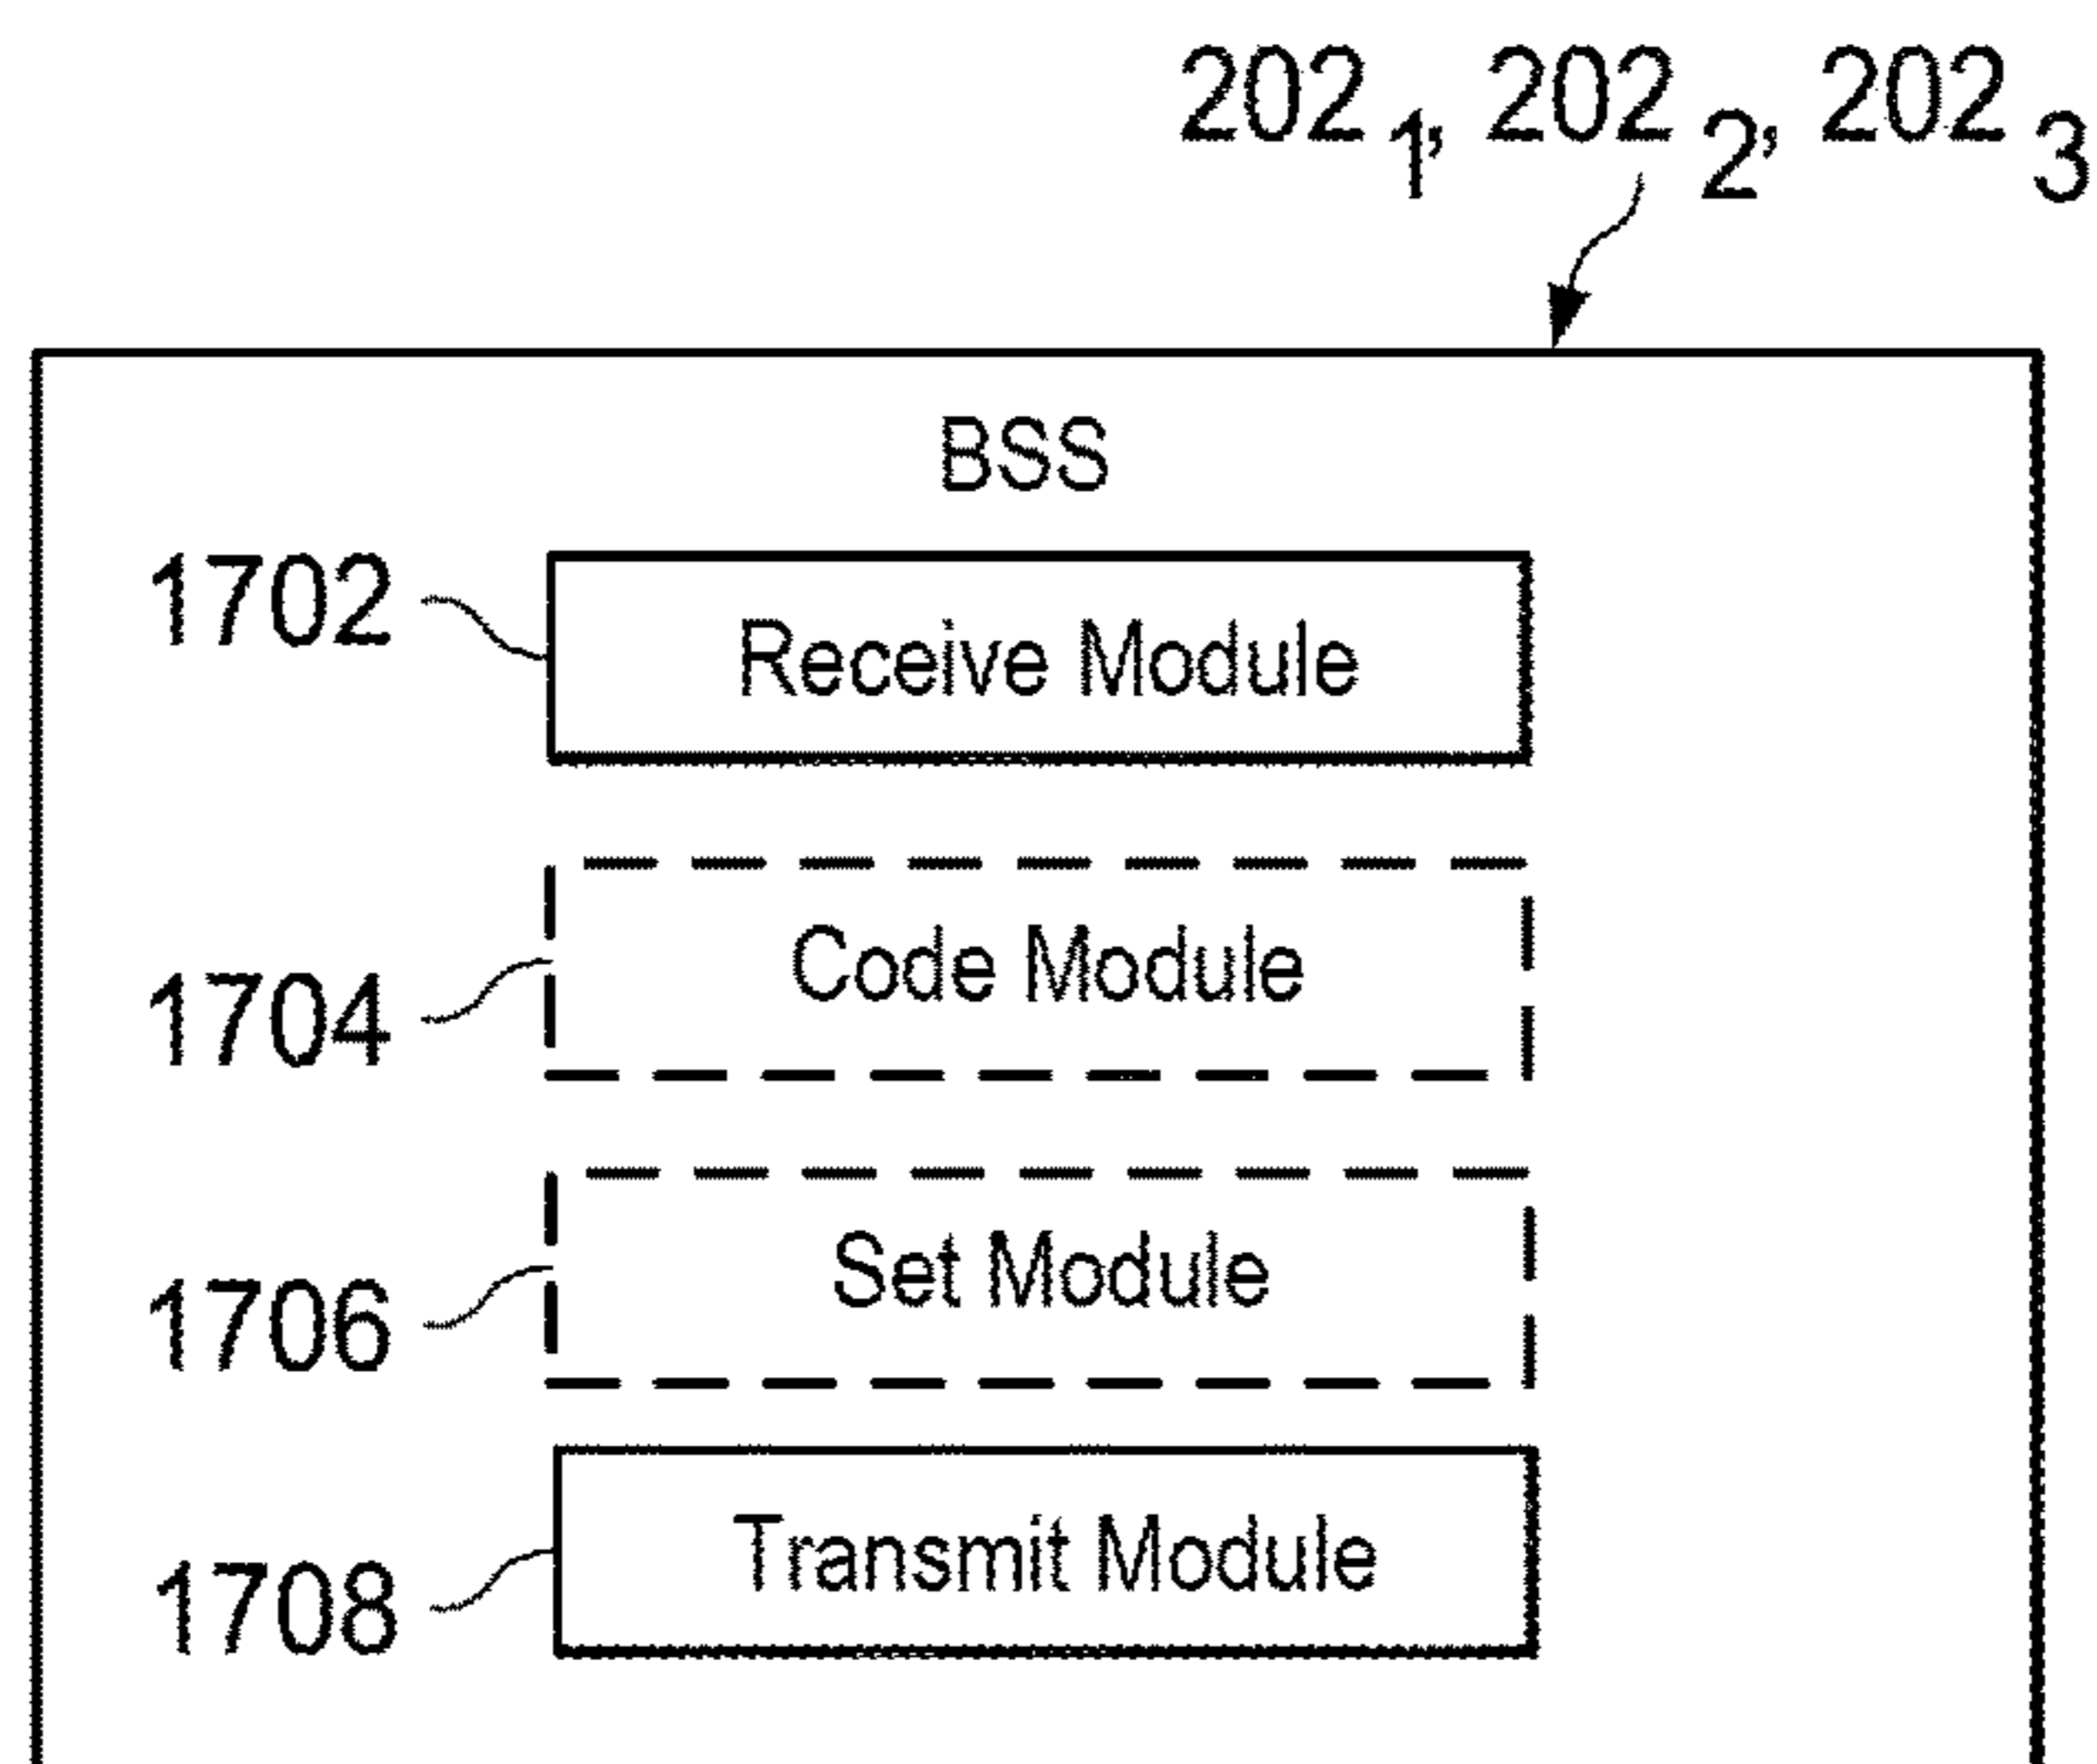 202 1, 202 2, 202 3
BSS
1702 Receive Module
1704 Code Module
1706 Set Module
1708 Transmit Module